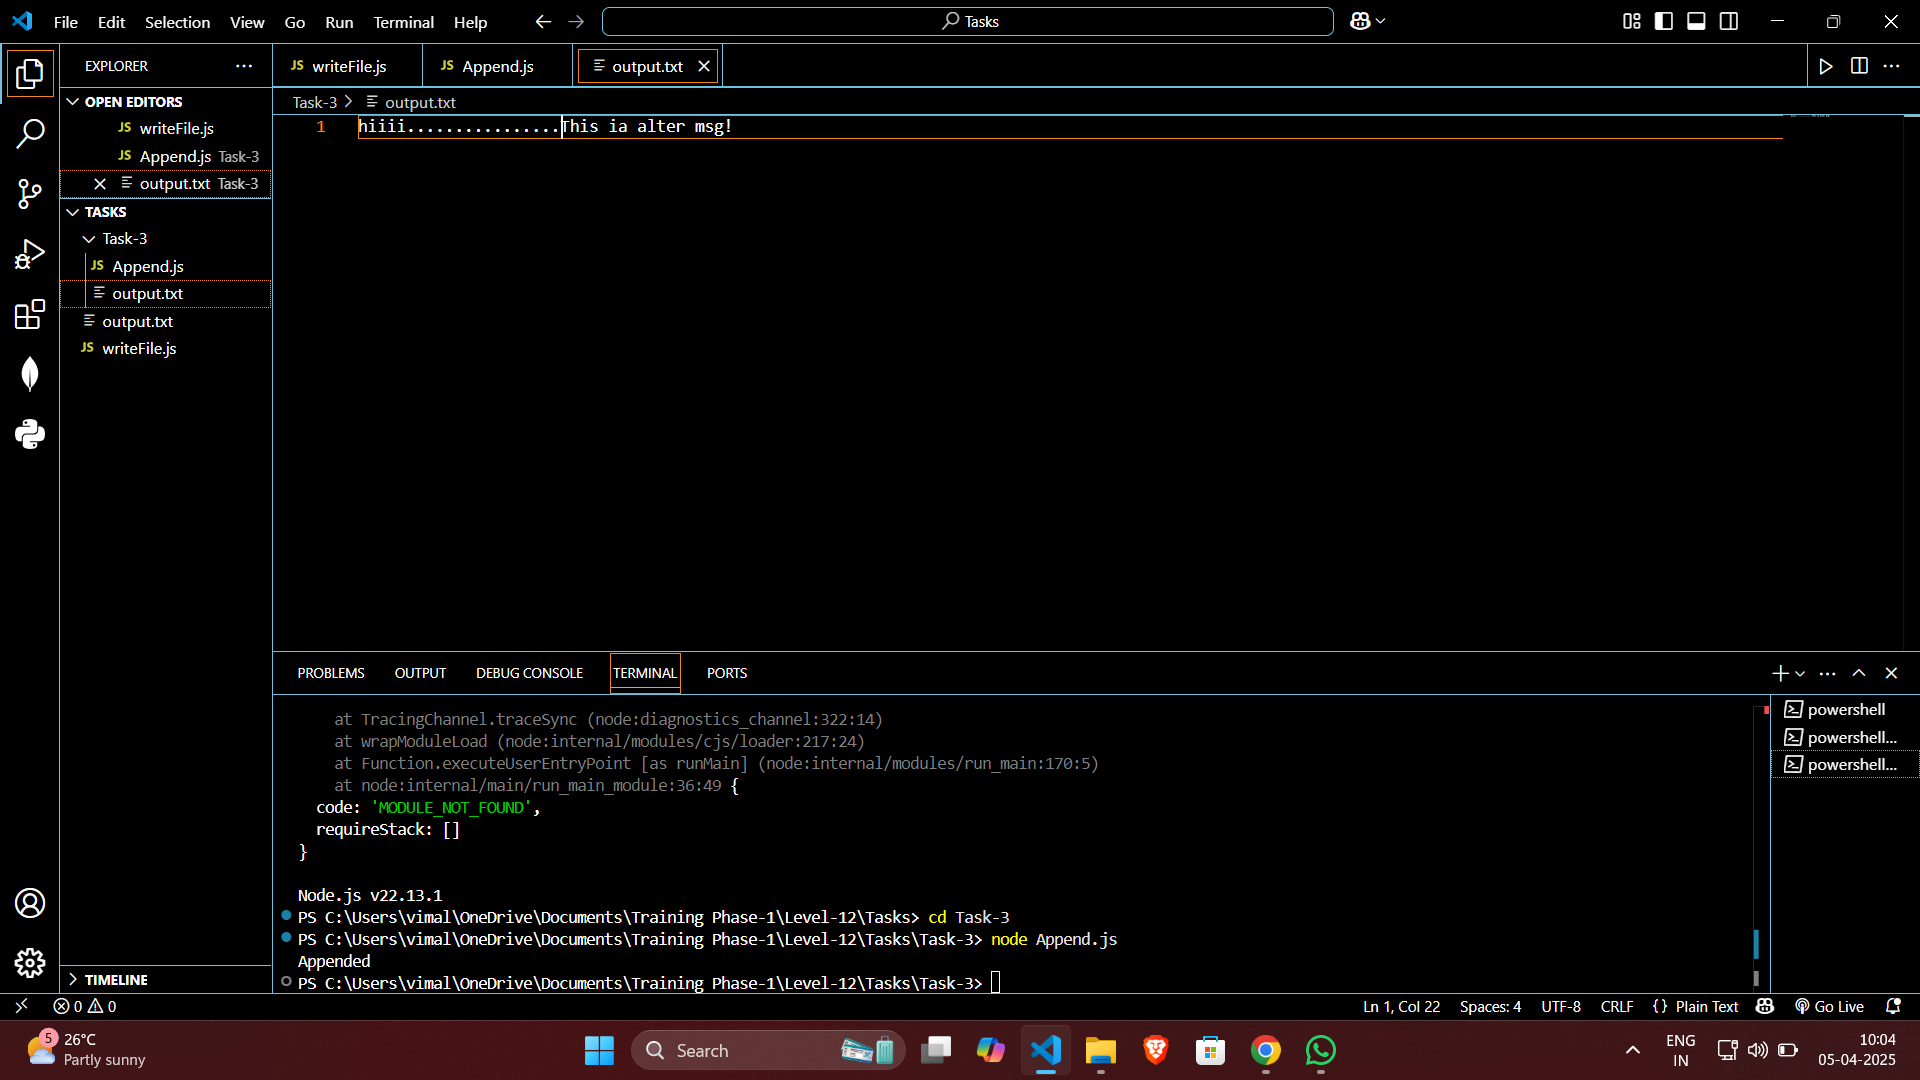 File Edit Selection View Go Run Terminal Help Tasks
EXPLORER
JS writeFile.js JS Append.js output.txt
Task-3 > output.txt
OPEN EDITORS
JS writeFile.js
JS Append.js Task-3
output.txt Task-3
TASKS
Task-3
JS Append.js
output.txt
output.txt
JS writeFile.js
TIMELINE
1 hiiii................This ia alter msg!
PROBLEMS OUTPUT DEBUG CONSOLE TERMINAL PORTS
at TracingChannel.traceSync (node:diagnostics_channel:322:14)
at wrapModuleLoad (node:internal/modules/cjs/loader:217:24)
at Function.executeUserEntryPoint [as runMain] (node:internal/modules/run_main:170:5)
at node:internal/main/run_main_module:36:49 {
code: 'MODULE_NOT_FOUND',
requireStack: []
}
Node.js v22.13.1
PS C:\Users\vimal\OneDrive\Documents\Training Phase-1\Level-12\Tasks> cd Task-3
PS C:\Users\vimal\OneDrive\Documents\Training Phase-1\Level-12\Tasks\Task-3> node Append.js
Appended
PS C:\Users\vimal\OneDrive\Documents\Training Phase-1\Level-12\Tasks\Task-3>
powershell
powershell...
powershell...
0 0 Ln 1, Col 22 Spaces: 4 UTF-8 CRLF {} Plain Text Go Live
5 26°C
Partly sunny
Search
ENG
IN
10:04
05-04-2025